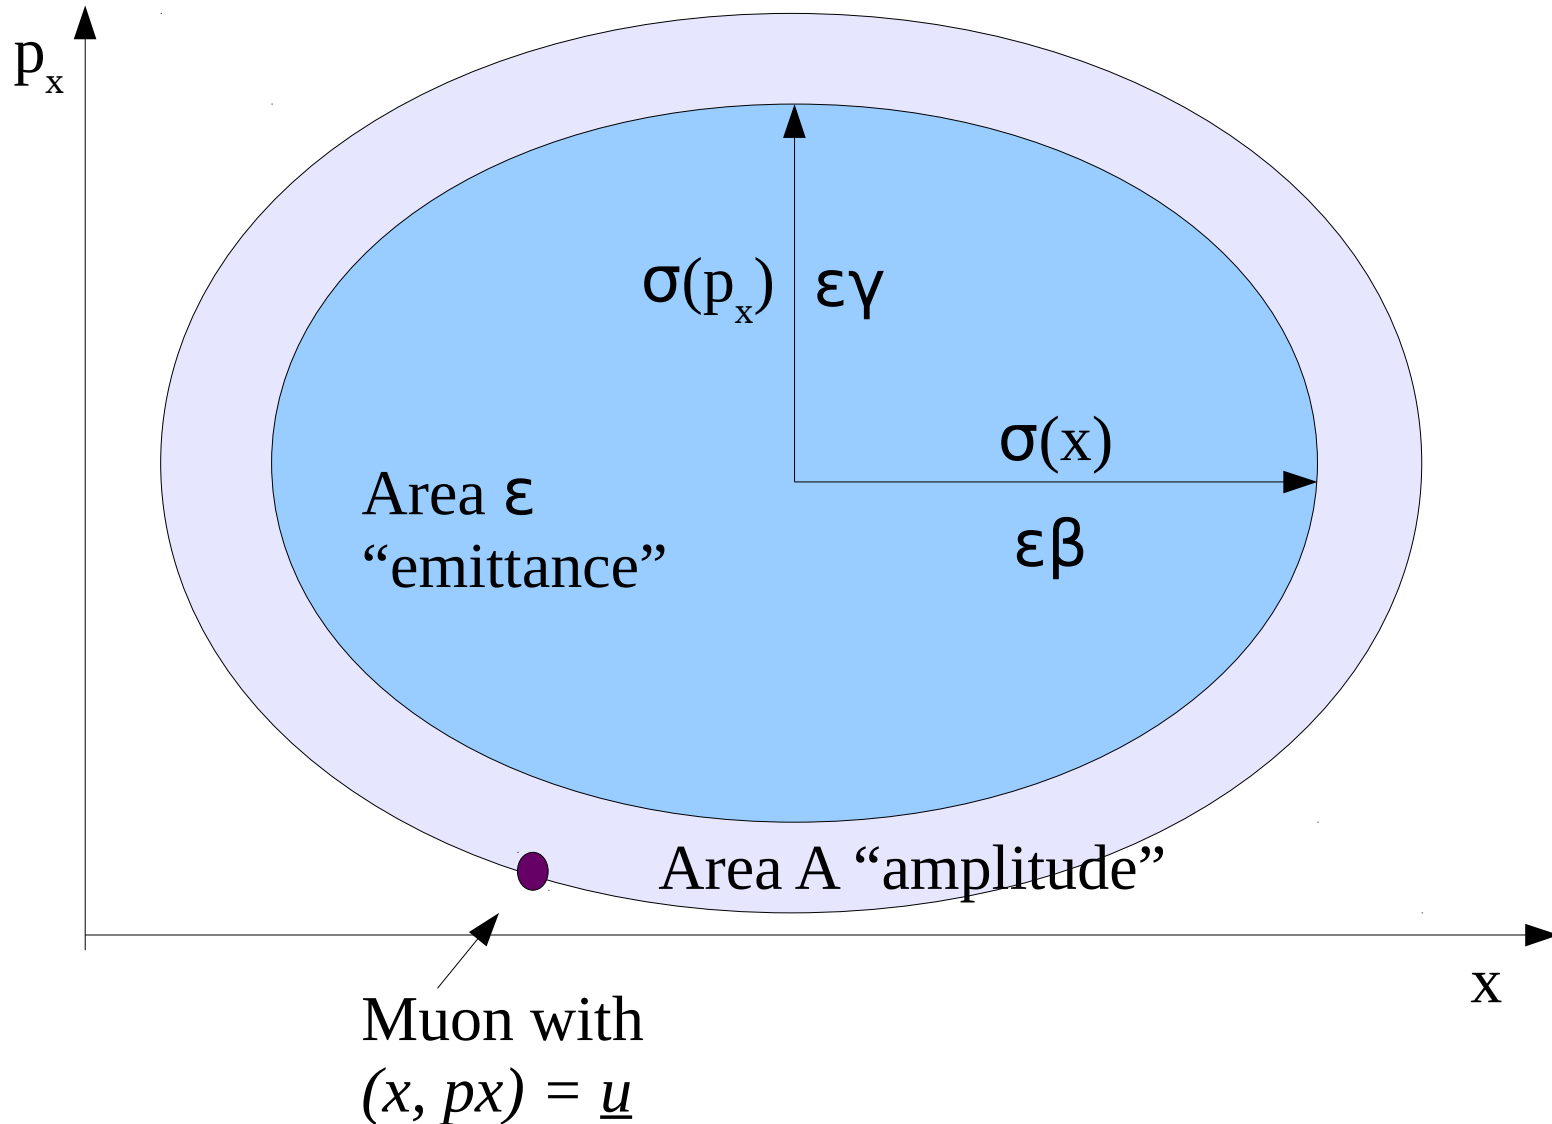 px
σ(px) εγ
σ(x)
εβ
Area ε
“emittance”
Area A “amplitude”
x
Muon with
(x, px) = u